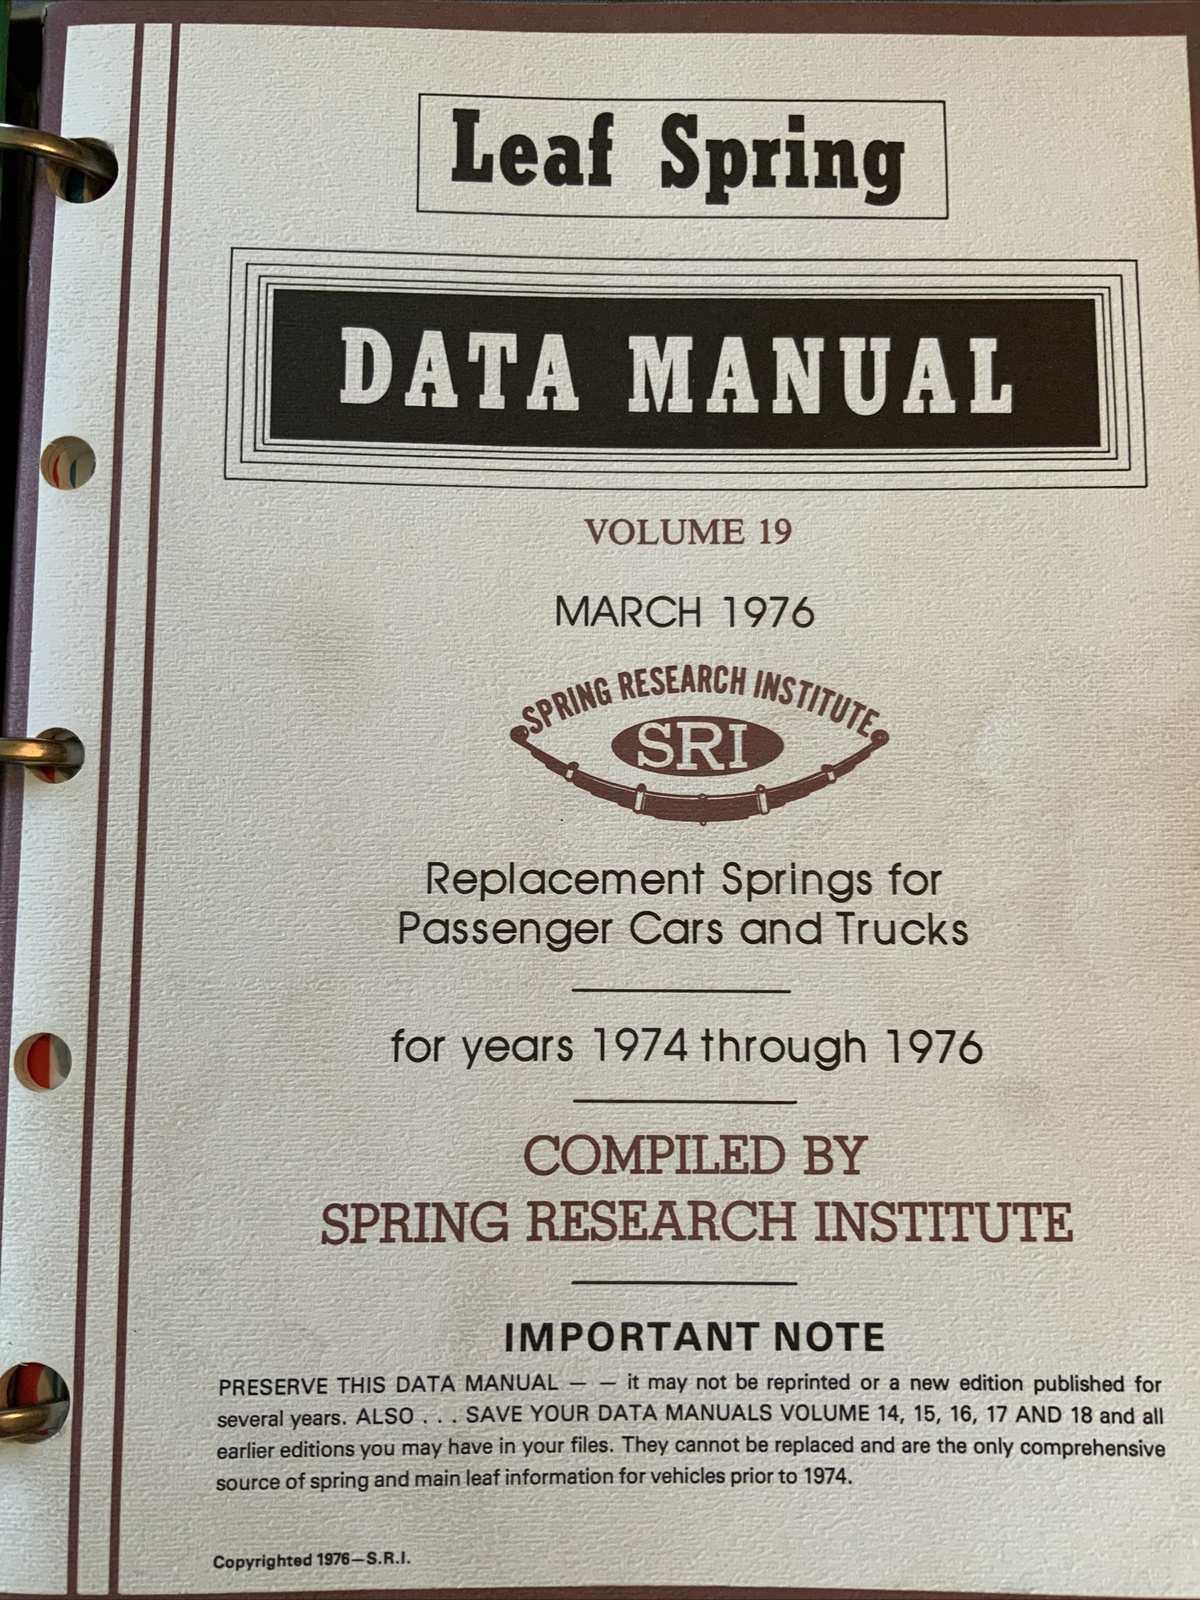 Leaf Spring
DATA MANUAL
VOLUME 19
MARCH 1976
SPRING RESEARCH INSTITUTE
SRI
Replacement Springs for
Passenger Cars and Trucks
for years 1974 through 1976
COMPILED BY
SPRING RESEARCH INSTITUTE
IMPORTANT NOTE
PRESERVE THIS DATA MANUAL — — it may not be reprinted or a new edition published for
several years. ALSO . . . SAVE YOUR DATA MANUALS VOLUME 14, 15, 16, 17 AND 18 and all
earlier editions you may have in your files. They cannot be replaced and are the only comprehensive
source of spring and main leaf information for vehicles prior to 1974.
Copyrighted 1976—S.R.I.